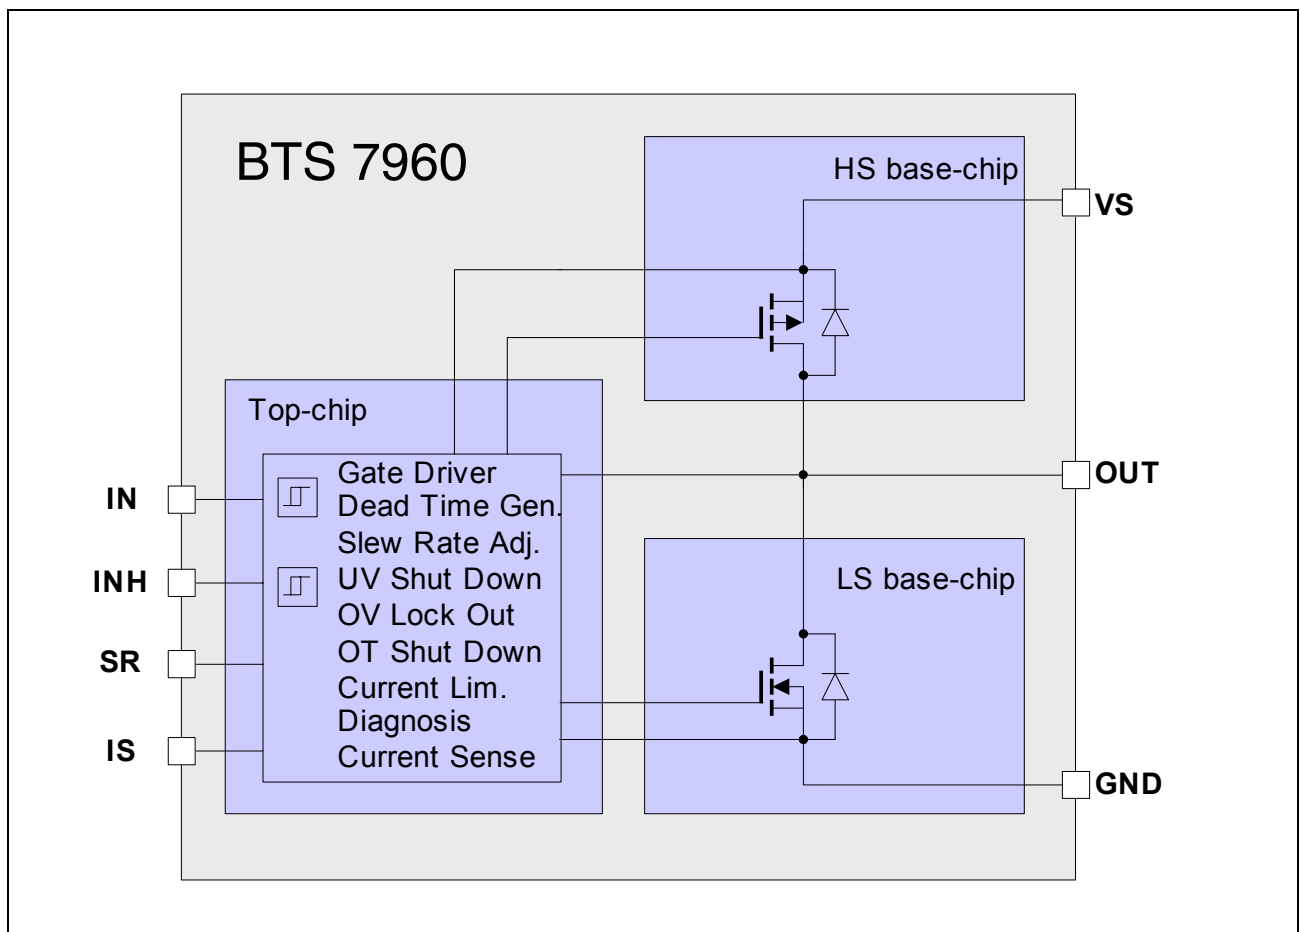 BTS 7960
HS base-chip
VS
Top-chip
Gate Driver
Dead Time Gen.
Slew Rate Adj.
UV Shut Down
OV Lock Out
OT Shut Down
Current Lim.
Diagnosis
Current Sense
IN
INH
SR
IS
OUT
LS base-chip
GND